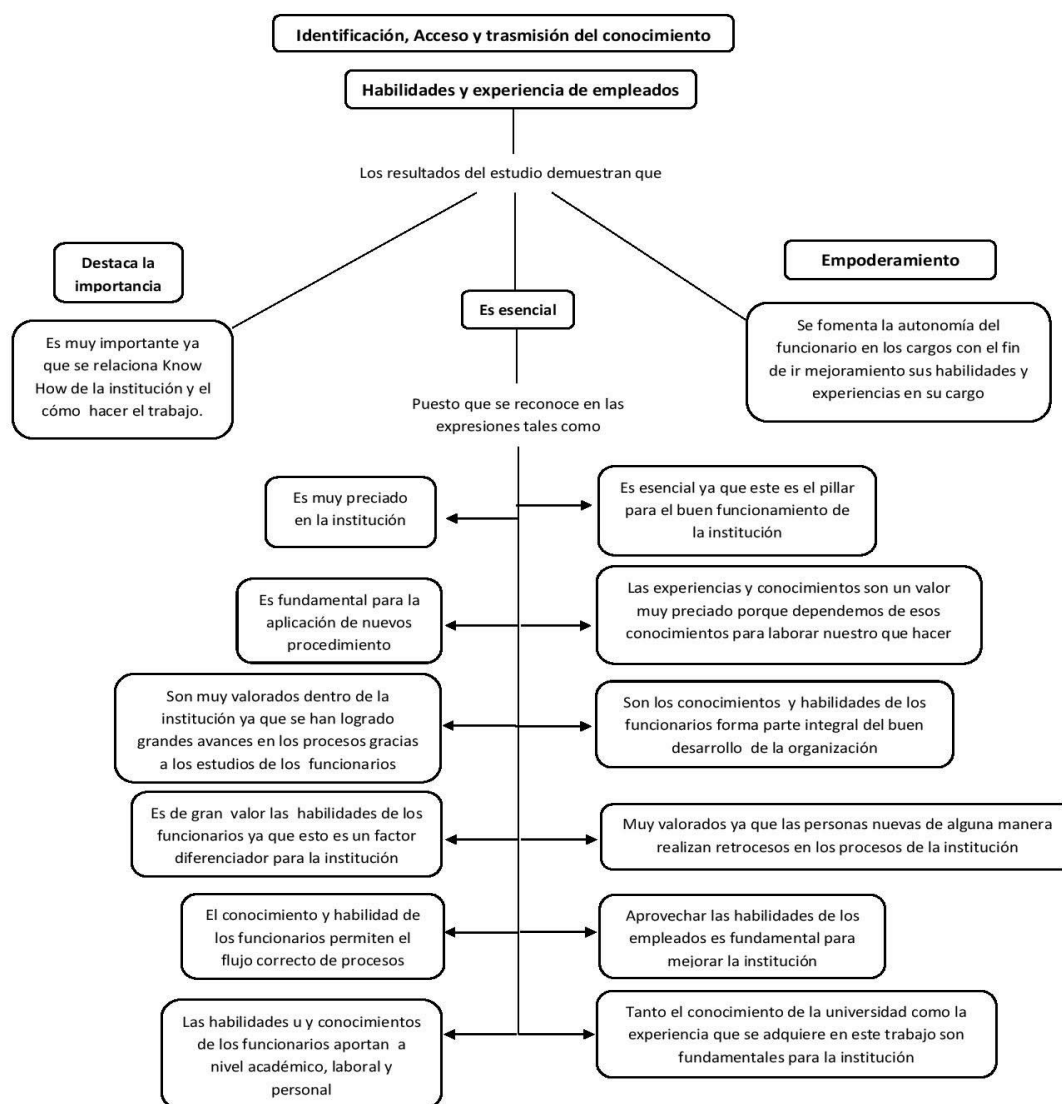 Identificación, Acceso y trasmisión del conocimiento
Habilidades y experiencia de empleados
Los resultados del estudio demuestran que
Destaca la
importancia
Es muy importante ya
que se relaciona Know
How de la institución y el
cómo hacer el trabajo.
Es esencial
Empoderamiento
Se fomenta la autonomía del
funcionario en los cargos con el fin
de ir mejoramiento sus habilidades y
experiencias en su cargo
Puesto que se reconoce en las
expresiones tales como
Es muy preciado
en la institución
Es esencial ya que este es el pillar
para el buen funcionamiento de
la institución
Es fundamental para la
aplicación de nuevos
procedimiento
Las experiencias y conocimientos son un valor
muy preciado porque dependemos de esos
conocimientos para laborar nuestro que hacer
Son muy valorados dentro de la
institución ya que se han logrado
grandes avances en los procesos gracias
a los estudios de los funcionarios
Son los conocimientos y habilidades de los
funcionarios forma parte integral del buen
desarrollo de la organización
Es de gran valor las habilidades de los
funcionarios ya que esto es un factor
diferenciador para la institución
Muy valorados ya que las personas nuevas de alguna manera
realizan retrocesos en los procesos de la institución
El conocimiento y habilidad de
los funcionarios permiten el
flujo correcto de procesos
Aprovechar las habilidades de los
empleados es fundamental para
mejorar la institución
Las habilidades u y conocimientos
de los funcionarios aportan a
nivel académico, laboral y
personal
Tanto el conocimiento de la universidad como la
experiencia que se adquiere en este trabajo son
fundamentales para la institución